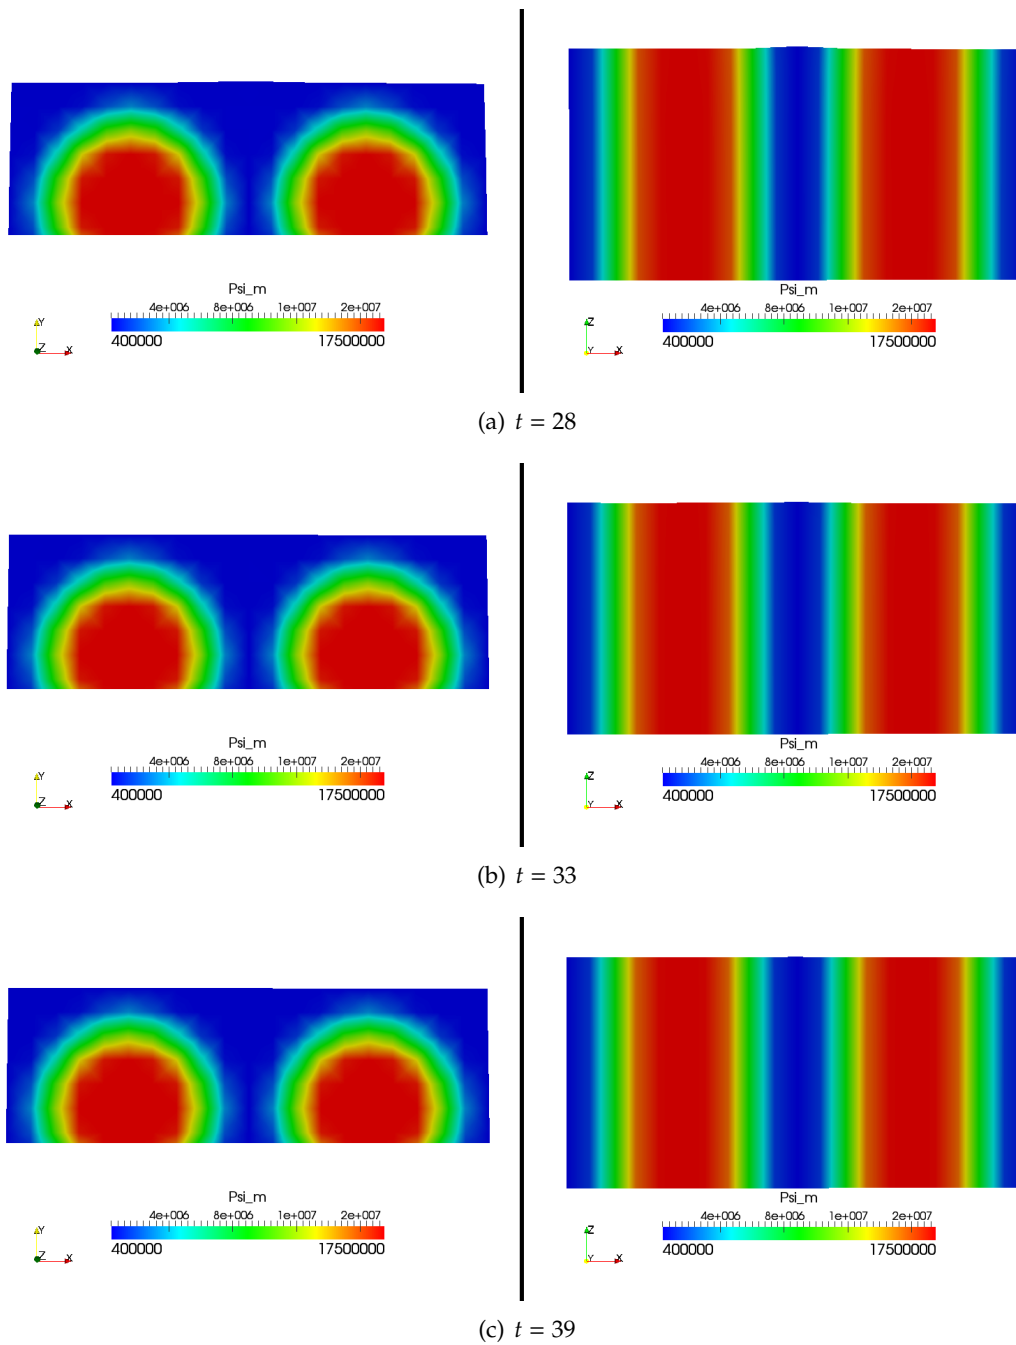 Psi_m
4e+006 8e+006 1e+007 2e+007
400000 17500000
Y
Z X
Psi_m
4e+006 8e+006 1e+007 2e+007
400000 17500000
Z
Y X
(a) t = 28
Psi_m
4e+006 8e+006 1e+007 2e+007
400000 17500000
Y
Z X
Psi_m
4e+006 8e+006 1e+007 2e+007
400000 17500000
Z
Y X
(b) t = 33
Psi_m
4e+006 8e+006 1e+007 2e+007
400000 17500000
Y
Z X
Psi_m
4e+006 8e+006 1e+007 2e+007
400000 17500000
Z
Y X
(c) t = 39